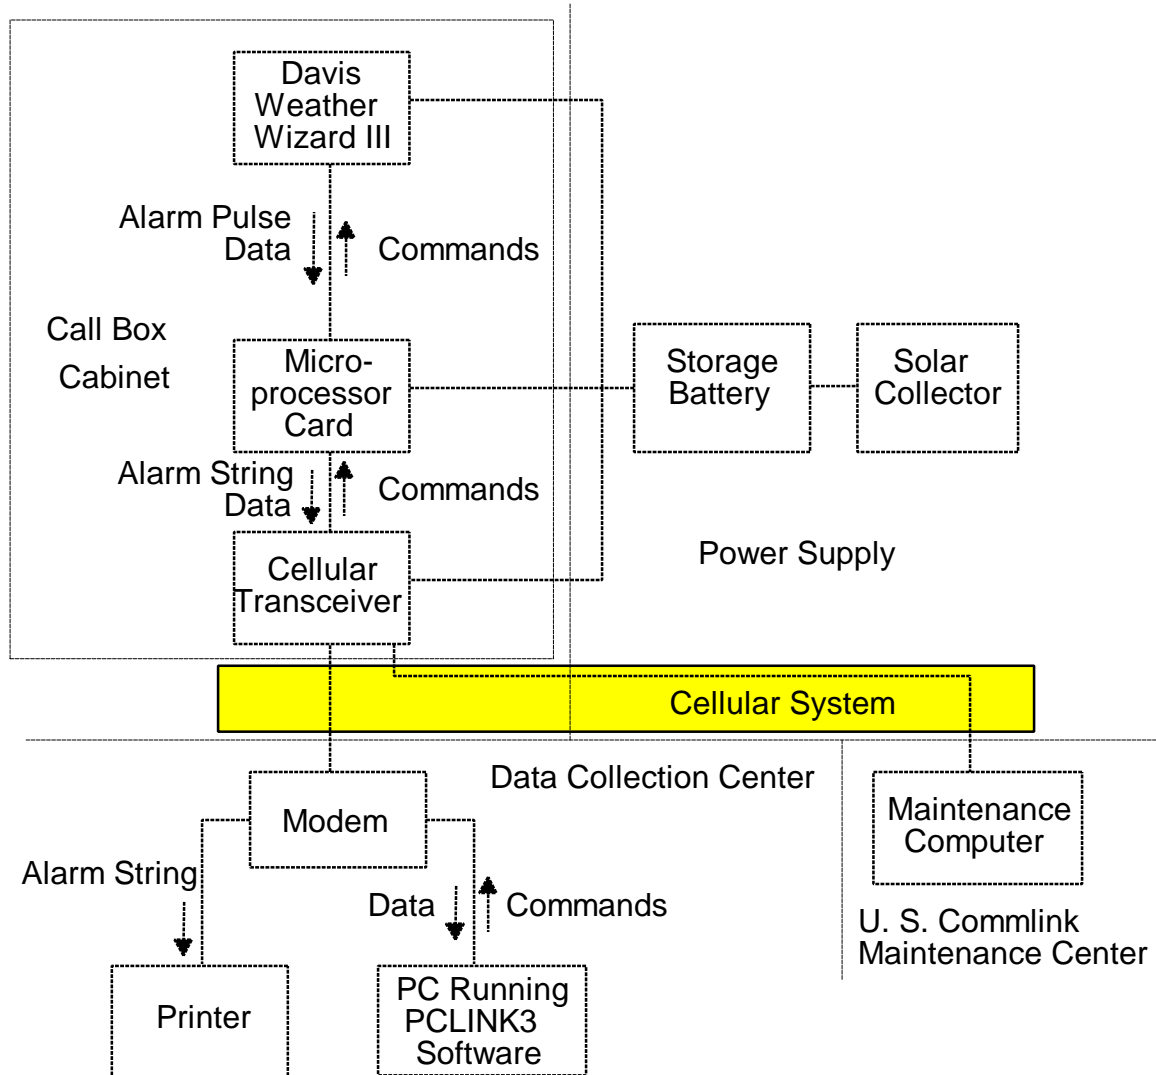 Davis
Weather
Wizard III
Alarm Pulse
Data
Commands
Call Box
Cabinet
Micro-
processor
Card
Storage
Battery
Solar
Collector
Alarm String
Data
Commands
Cellular
Transceiver
Power Supply
Cellular System
Data Collection Center
Modem
Maintenance
Computer
Alarm String
Data
Commands
U. S. Commlink
Maintenance Center
Printer
PC Running
PCLINK3
Software